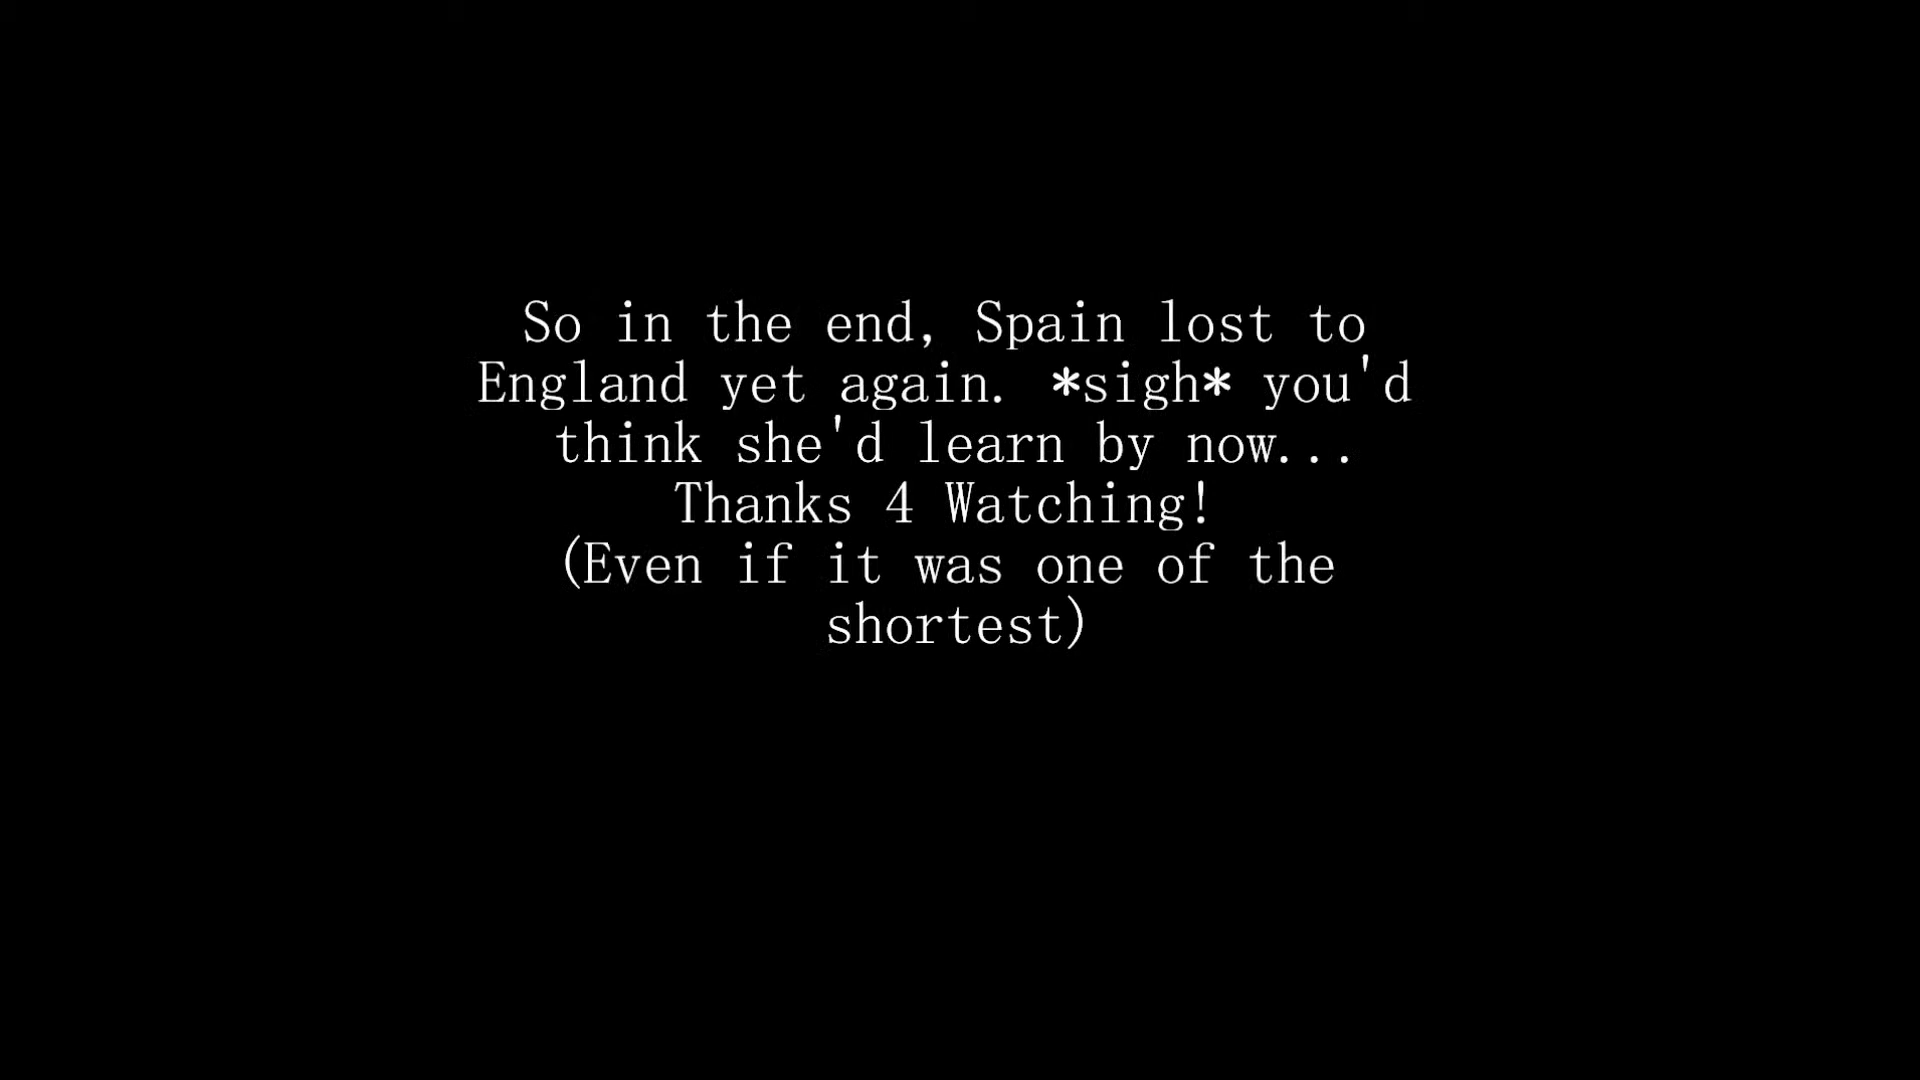 So in the end, Spain lost to
England yet again. *sigh* you'd
think she'd learn by now...
Thanks 4 Watching!
(Even if it was one of the
shortest)